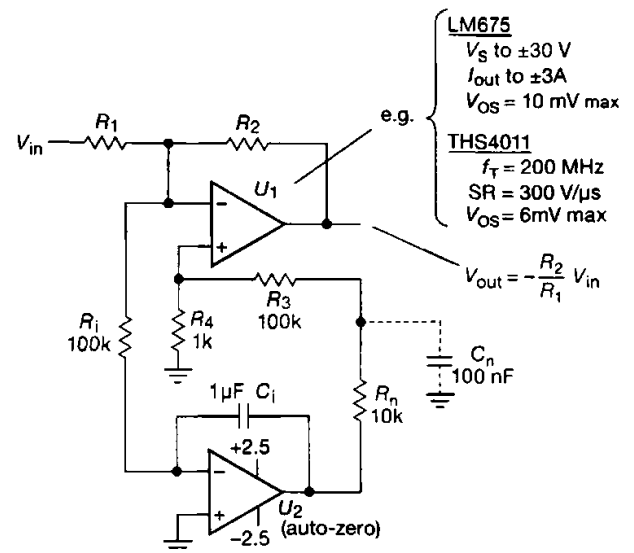 LM675
V_S to ±30 V
I_out to ±3A
V_OS = 10 mV max
e.g.
THS4011
f_T = 200 MHz
SR = 300 V/µs
V_OS = 6mV max
V_in
R_1
R_2
U_1
−
+
V_out = − R_2/R_1 V_in
R_3
100k
R_i
100k
R_4
1k
C_n
100 nF
R_n
10k
1µF C_i
+2.5
−
+
U_2
(auto-zero)
−2.5